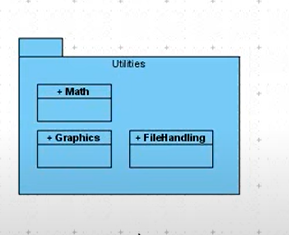 Utilities
+ Math
+ Graphics
+ FileHandling